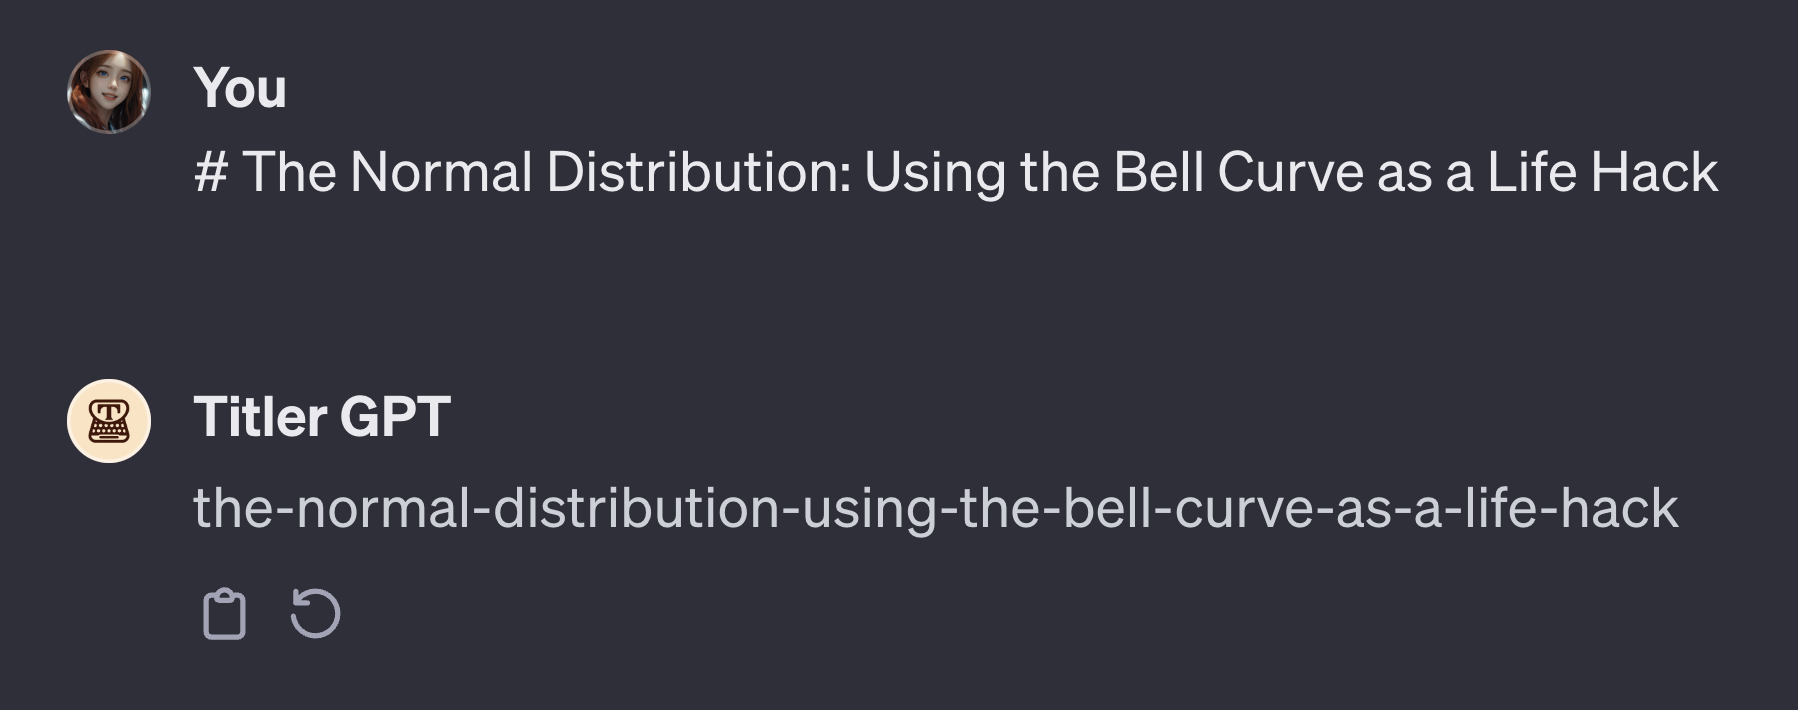 You
# The Normal Distribution: Using the Bell Curve as a Life Hack
Titler GPT
the-normal-distribution-using-the-bell-curve-as-a-life-hack